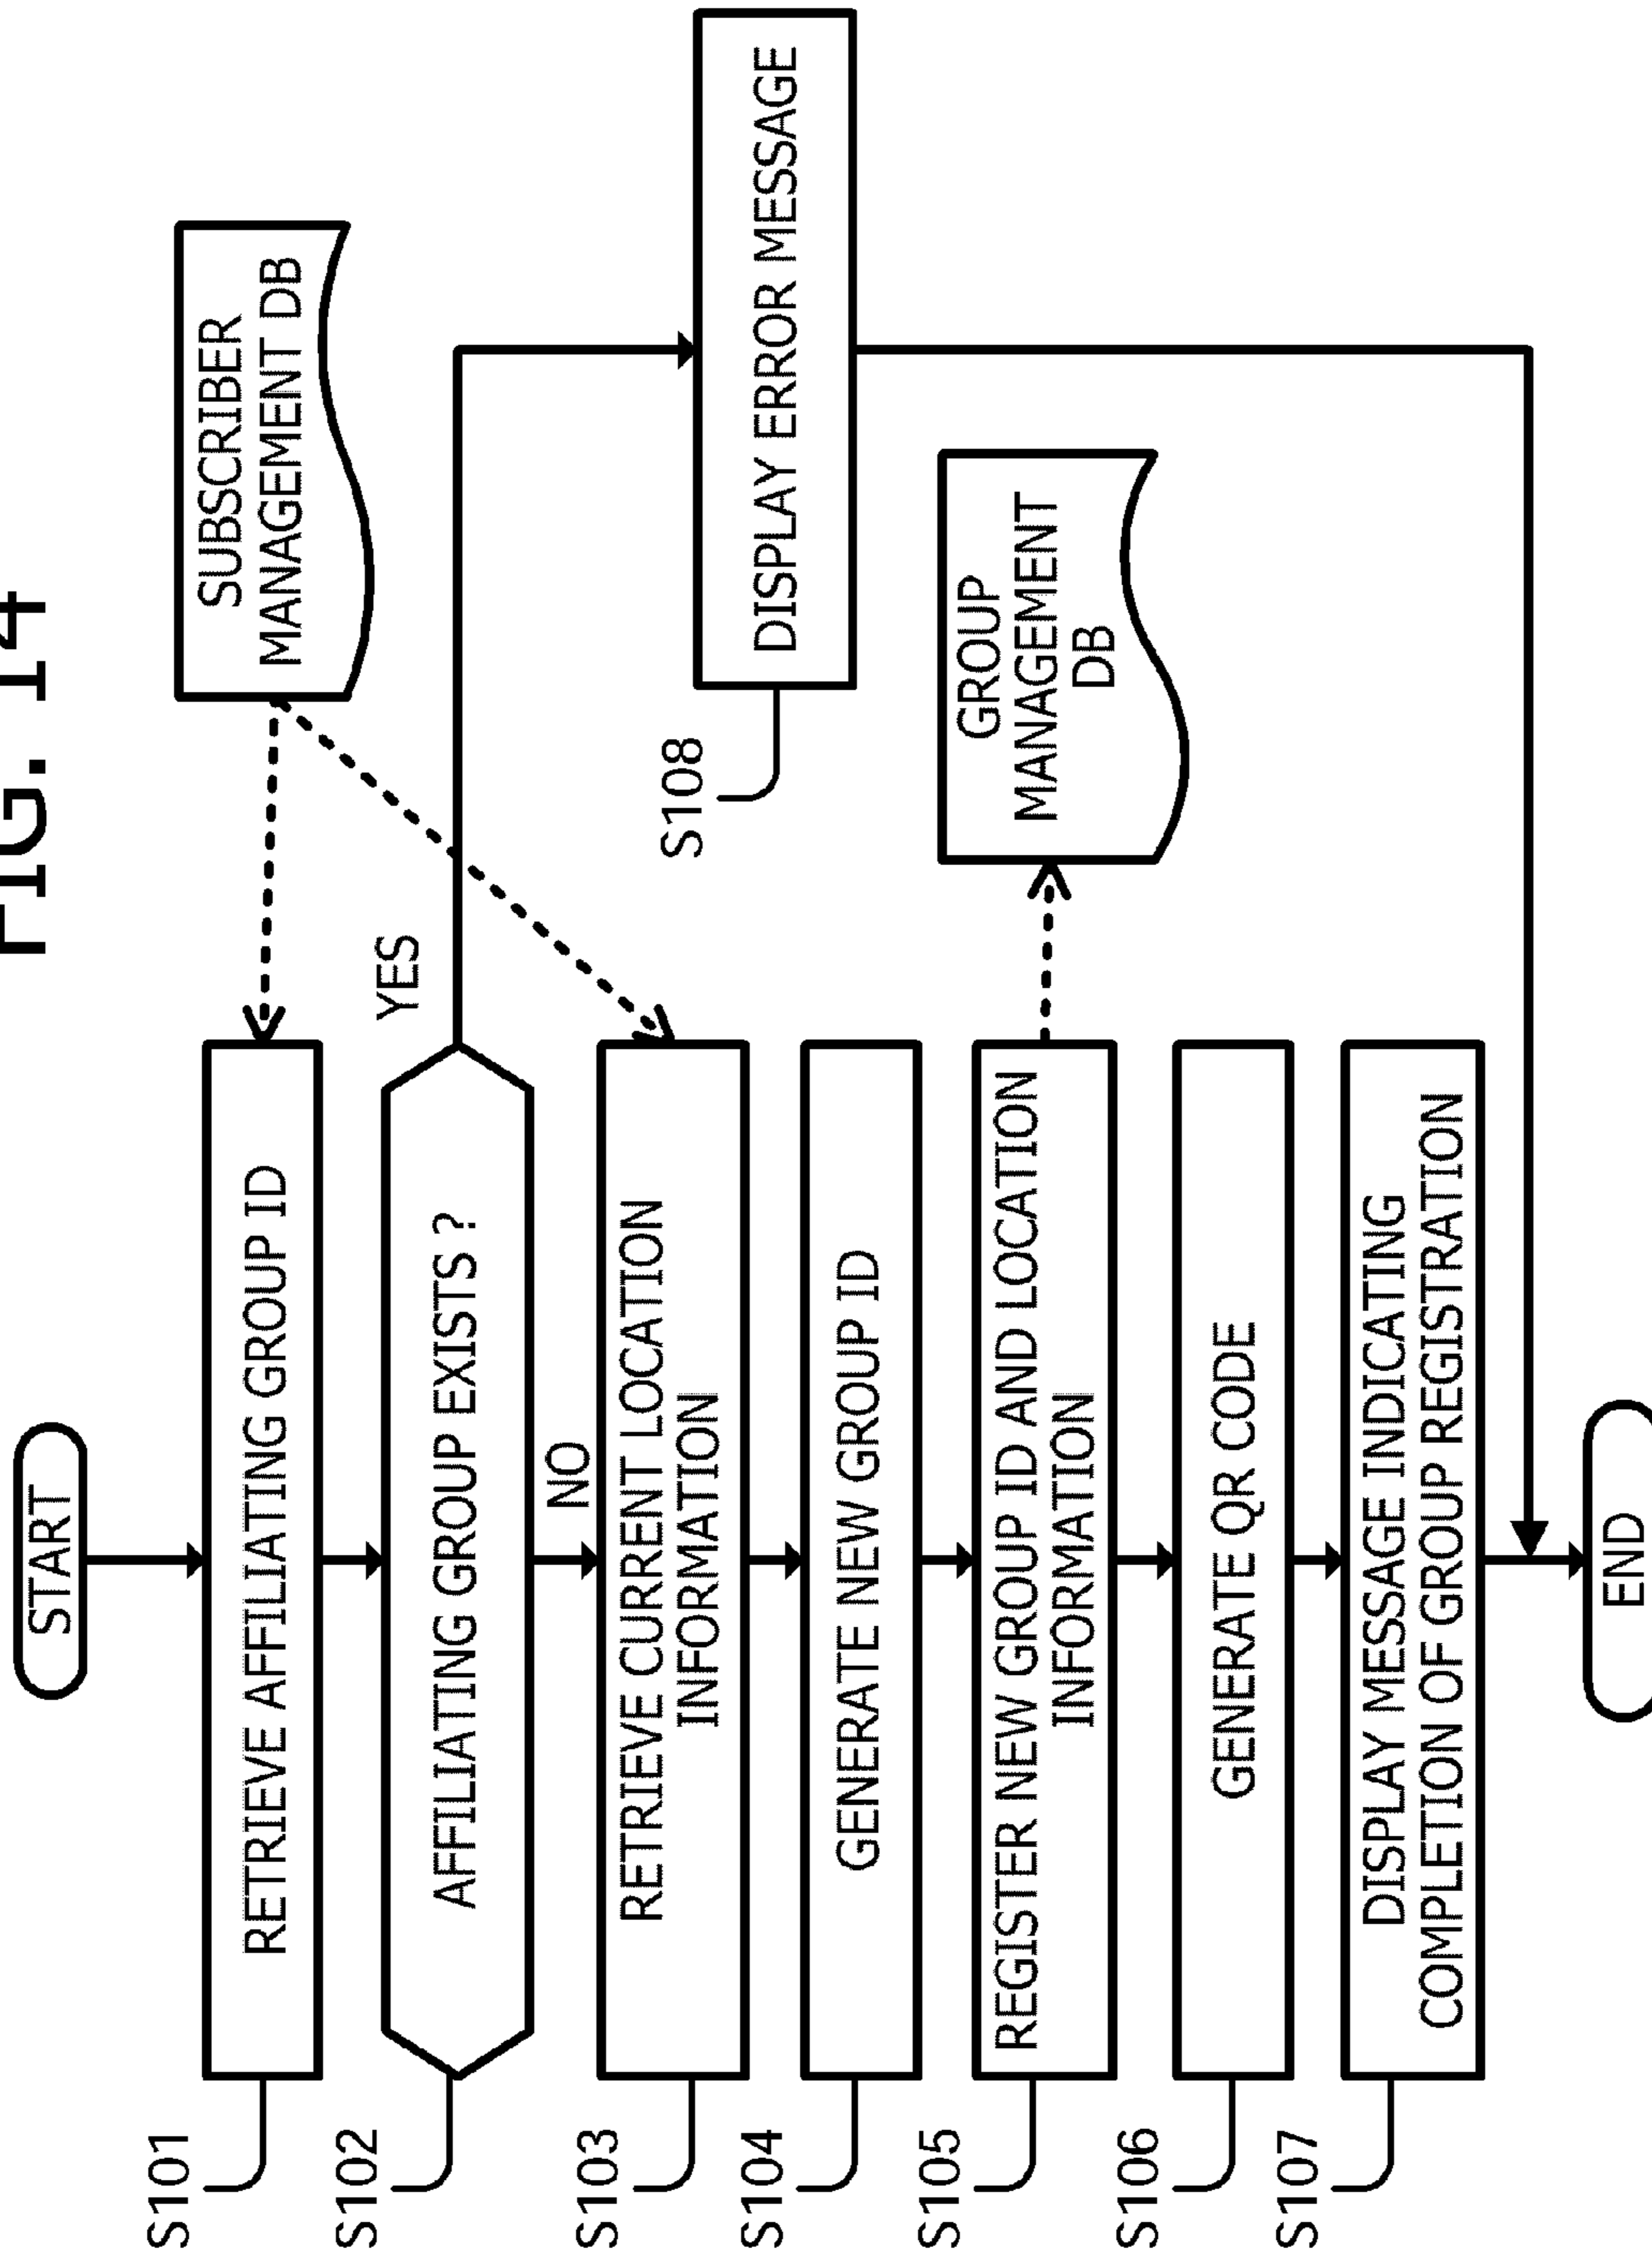 FIG. 14
START
S101
RETRIEVE AFFILIATING GROUP ID
SUBSCRIBER
MANAGEMENT DB
S102
AFFILIATING GROUP EXISTS ?
YES
NO
S103
RETRIEVE CURRENT LOCATION
INFORMATION
S108
DISPLAY ERROR MESSAGE
S104
GENERATE NEW GROUP ID
S105
REGISTER NEW GROUP ID AND LOCATION
INFORMATION
GROUP
MANAGEMENT
DB
S106
GENERATE QR CODE
S107
DISPLAY MESSAGE INDICATING
COMPLETION OF GROUP REGISTRATION
END